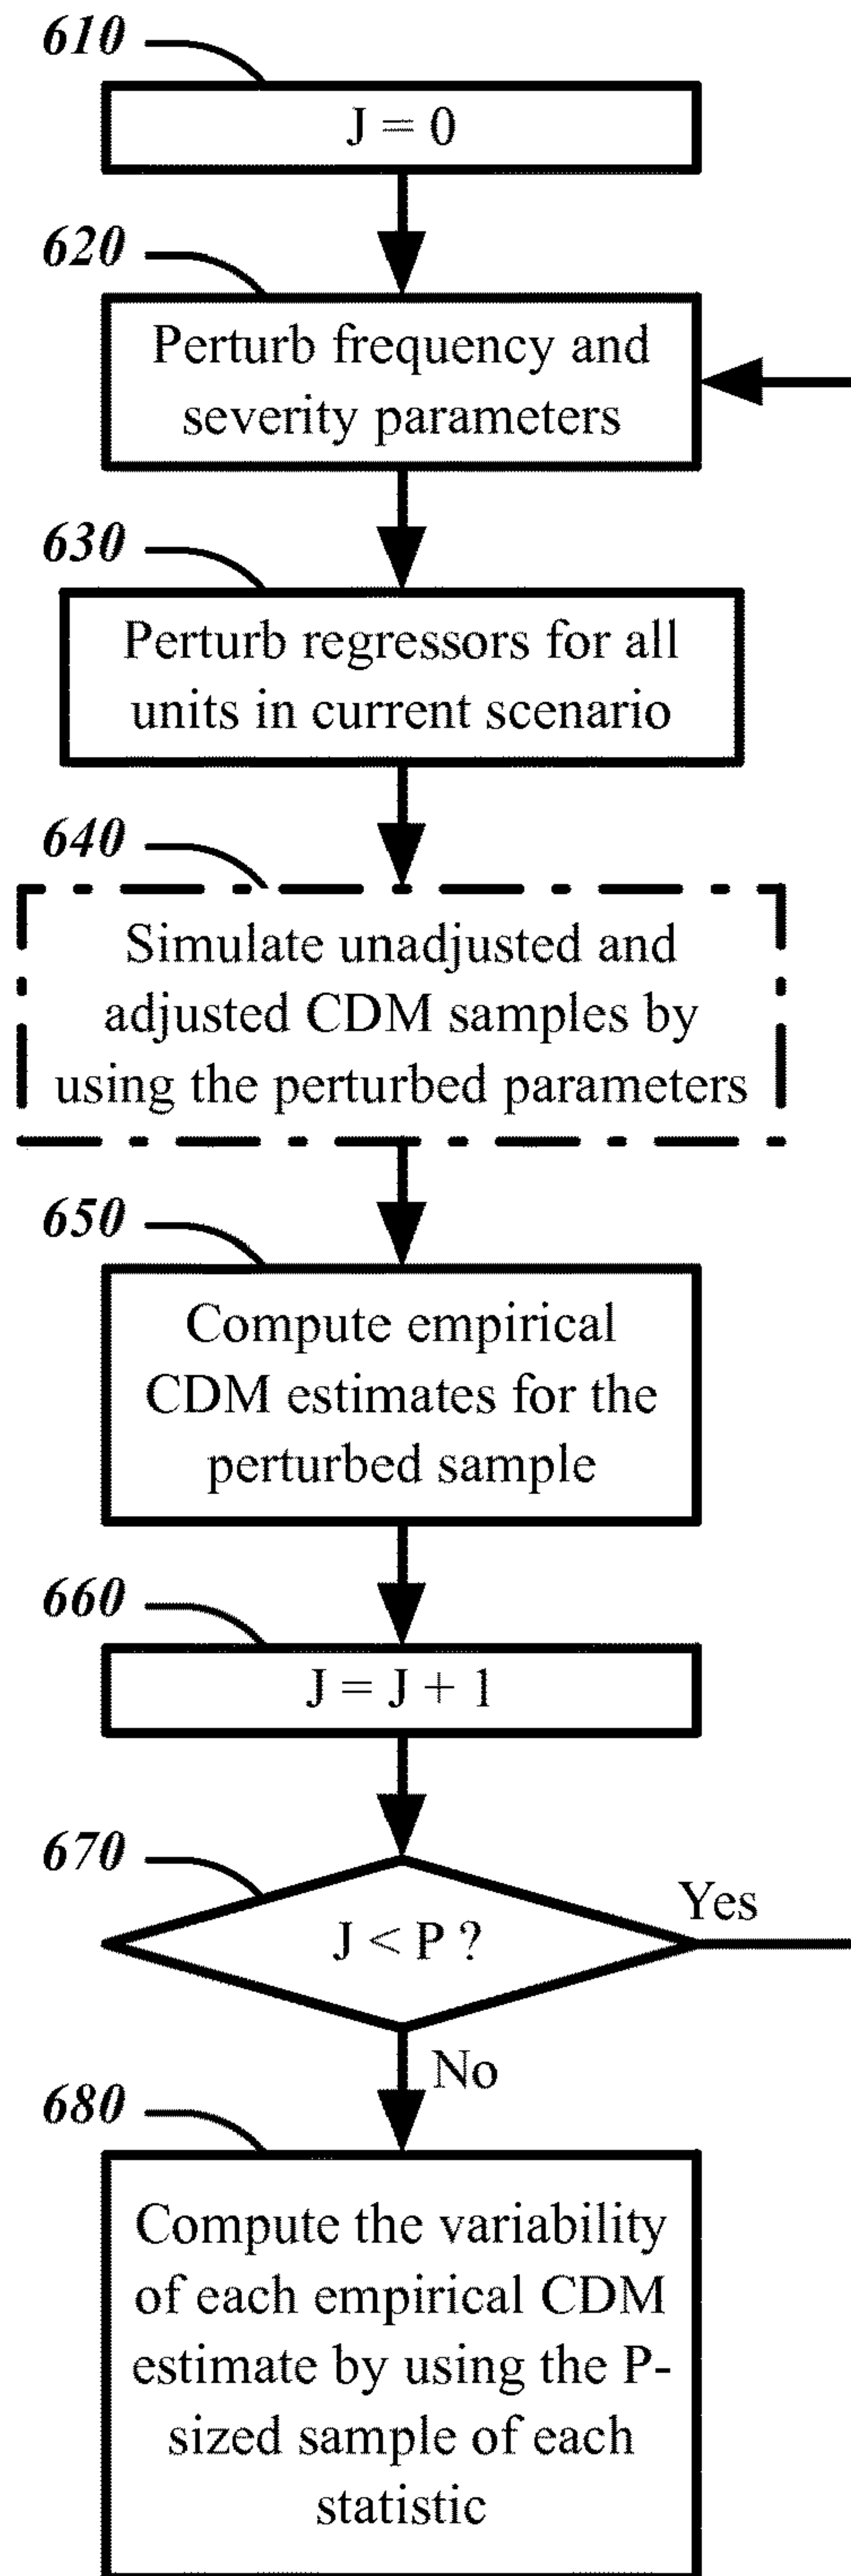 610
J = 0
620
Perturb frequency and
severity parameters
630
Perturb regressors for all
units in current scenario
640
Simulate unadjusted and
adjusted CDM samples by
using the perturbed parameters
650
Compute empirical
CDM estimates for the
perturbed sample
660
J = J + 1
670
J < P ?
Yes
No
680
Compute the variability
of each empirical CDM
estimate by using the P-
sized sample of each
statistic